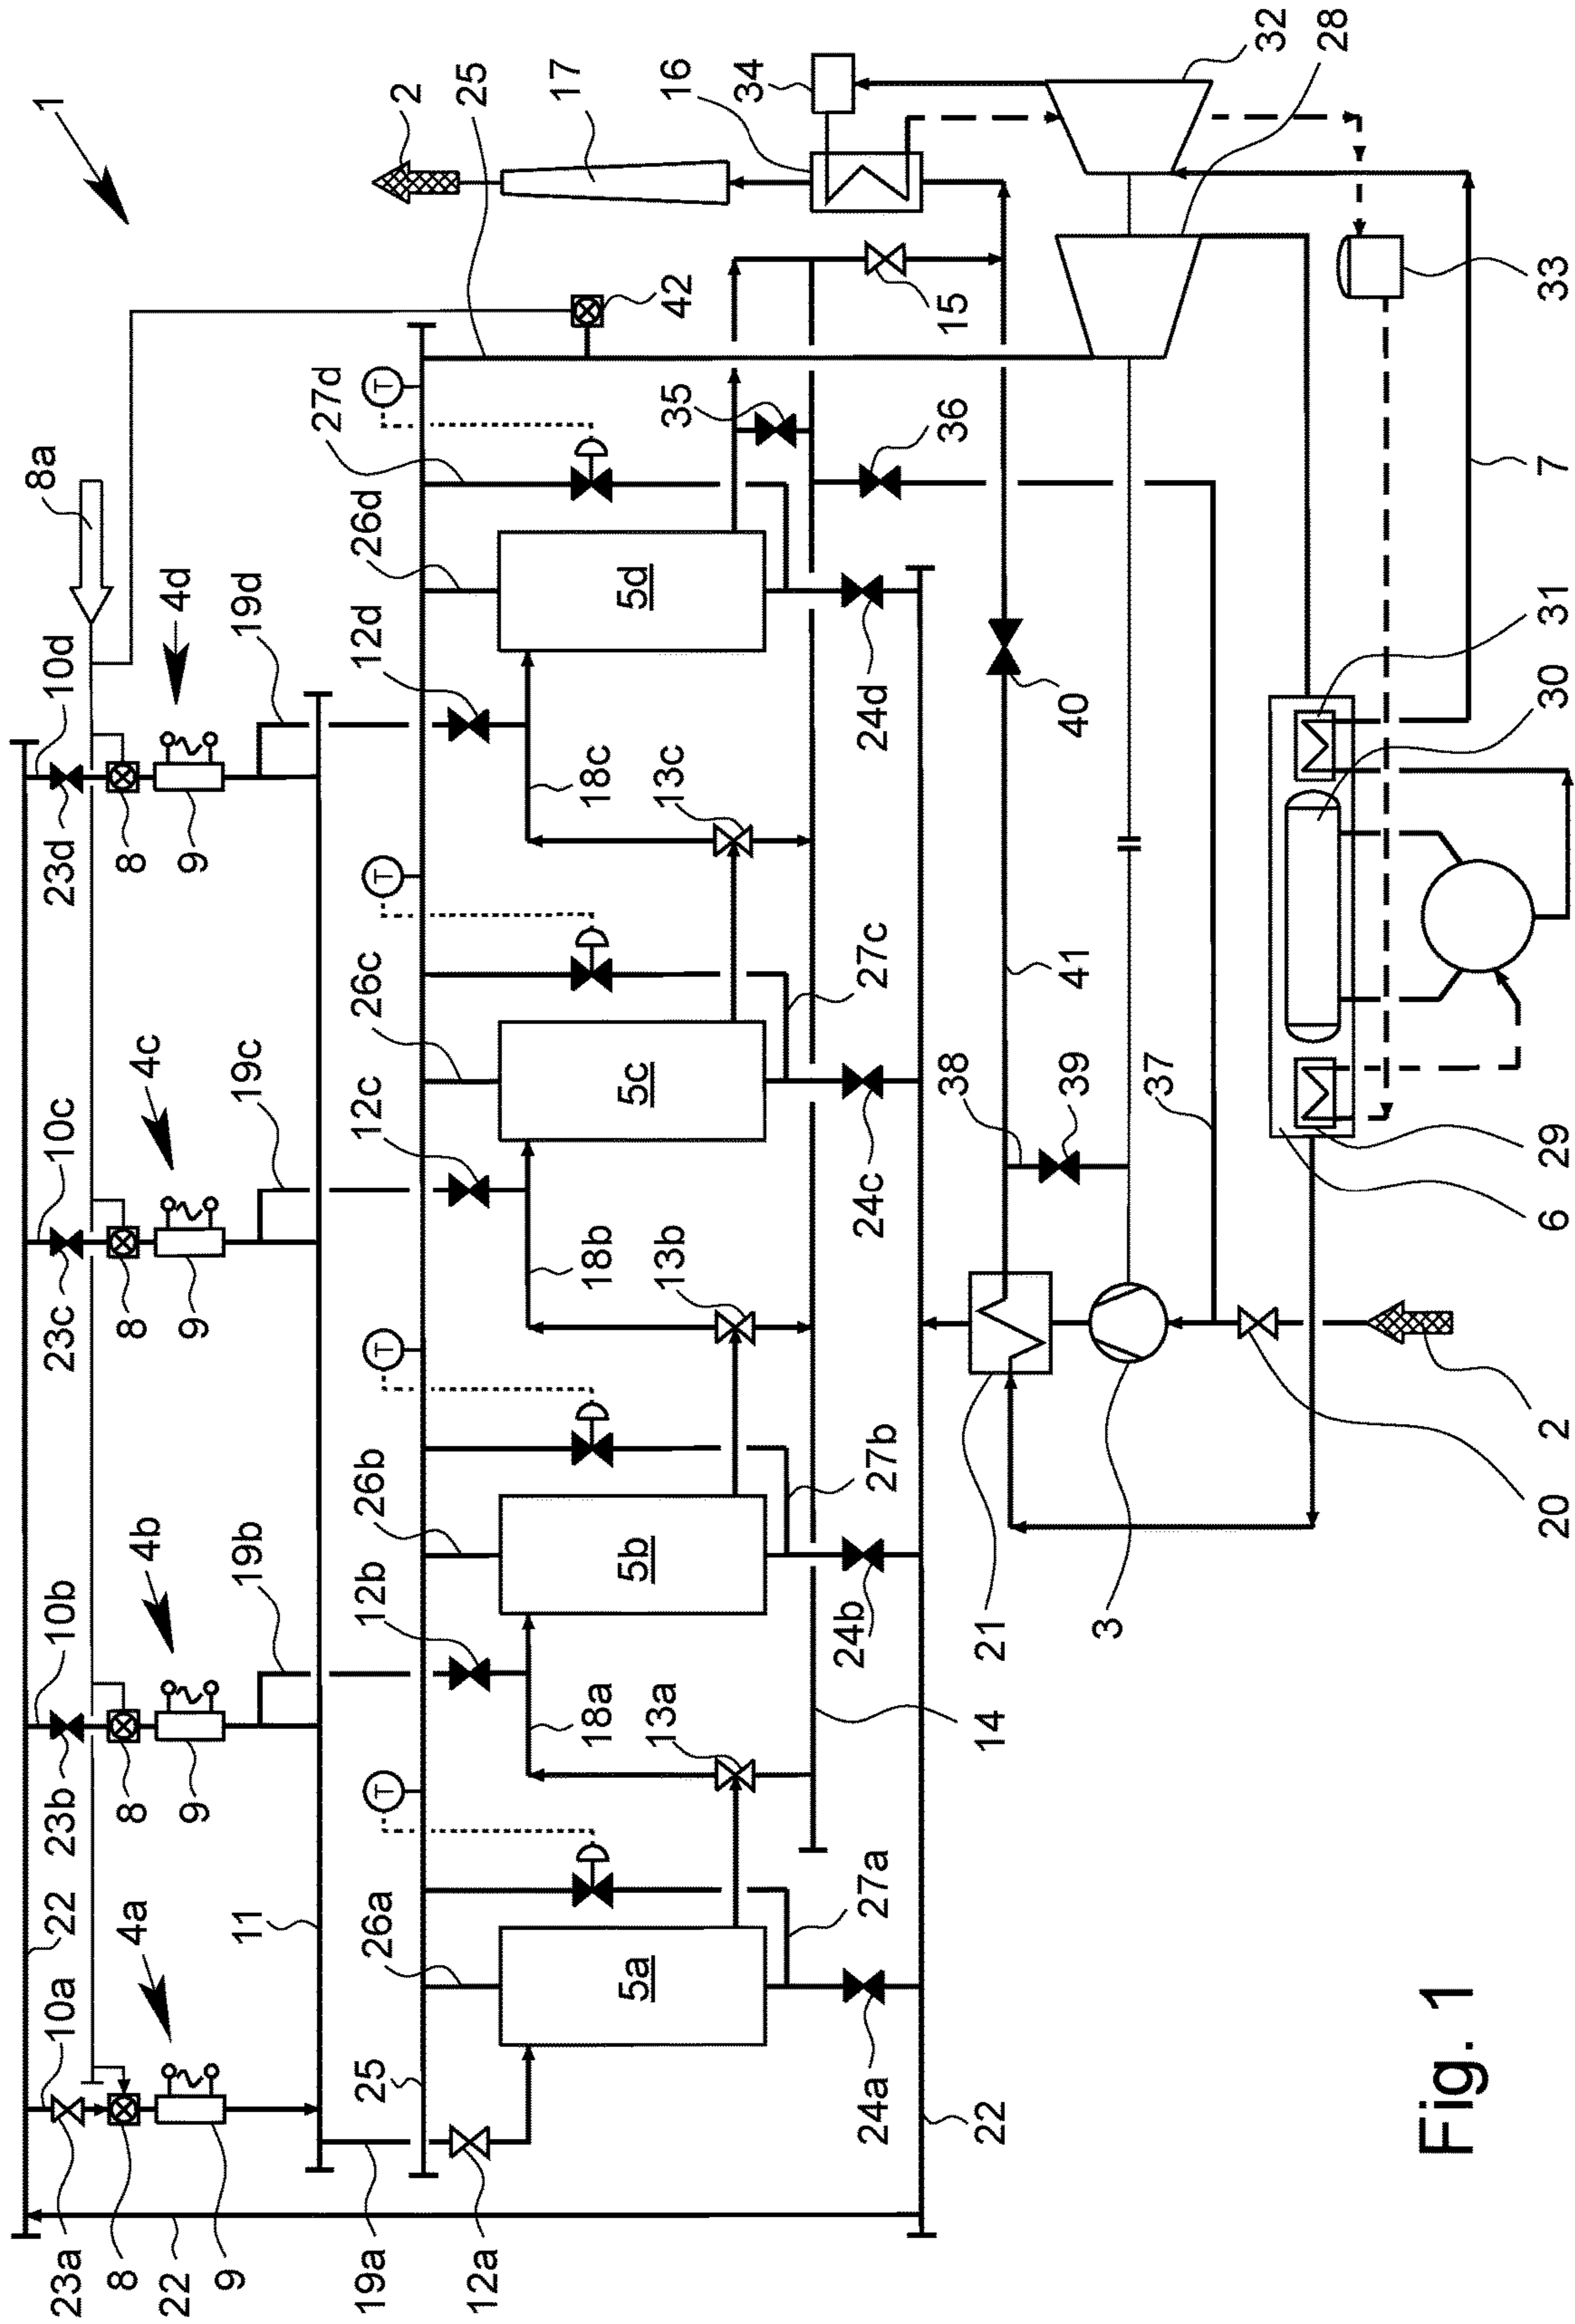 1
8a
10d
4d
19d
23d
8
9
10c
4c
19c
23c
8
9
10b
4b
19b
23b
8
9
22
10a
4a
11
23a
8
22
9
2
25
17
16
34
32
28
42
27d
T
26d
12d
35
36
15
5d
18c
13c
24d
40
33
7
31
30
T
26c
12c
5c
27c
18b
13b
24c
41
38
39
37
29
6
T
26b
12b
5b
27b
18a
13a
24b
14
21
3
20
2
T
26a
25
5a
27a
24a
22
19a
12a
Fig. 1